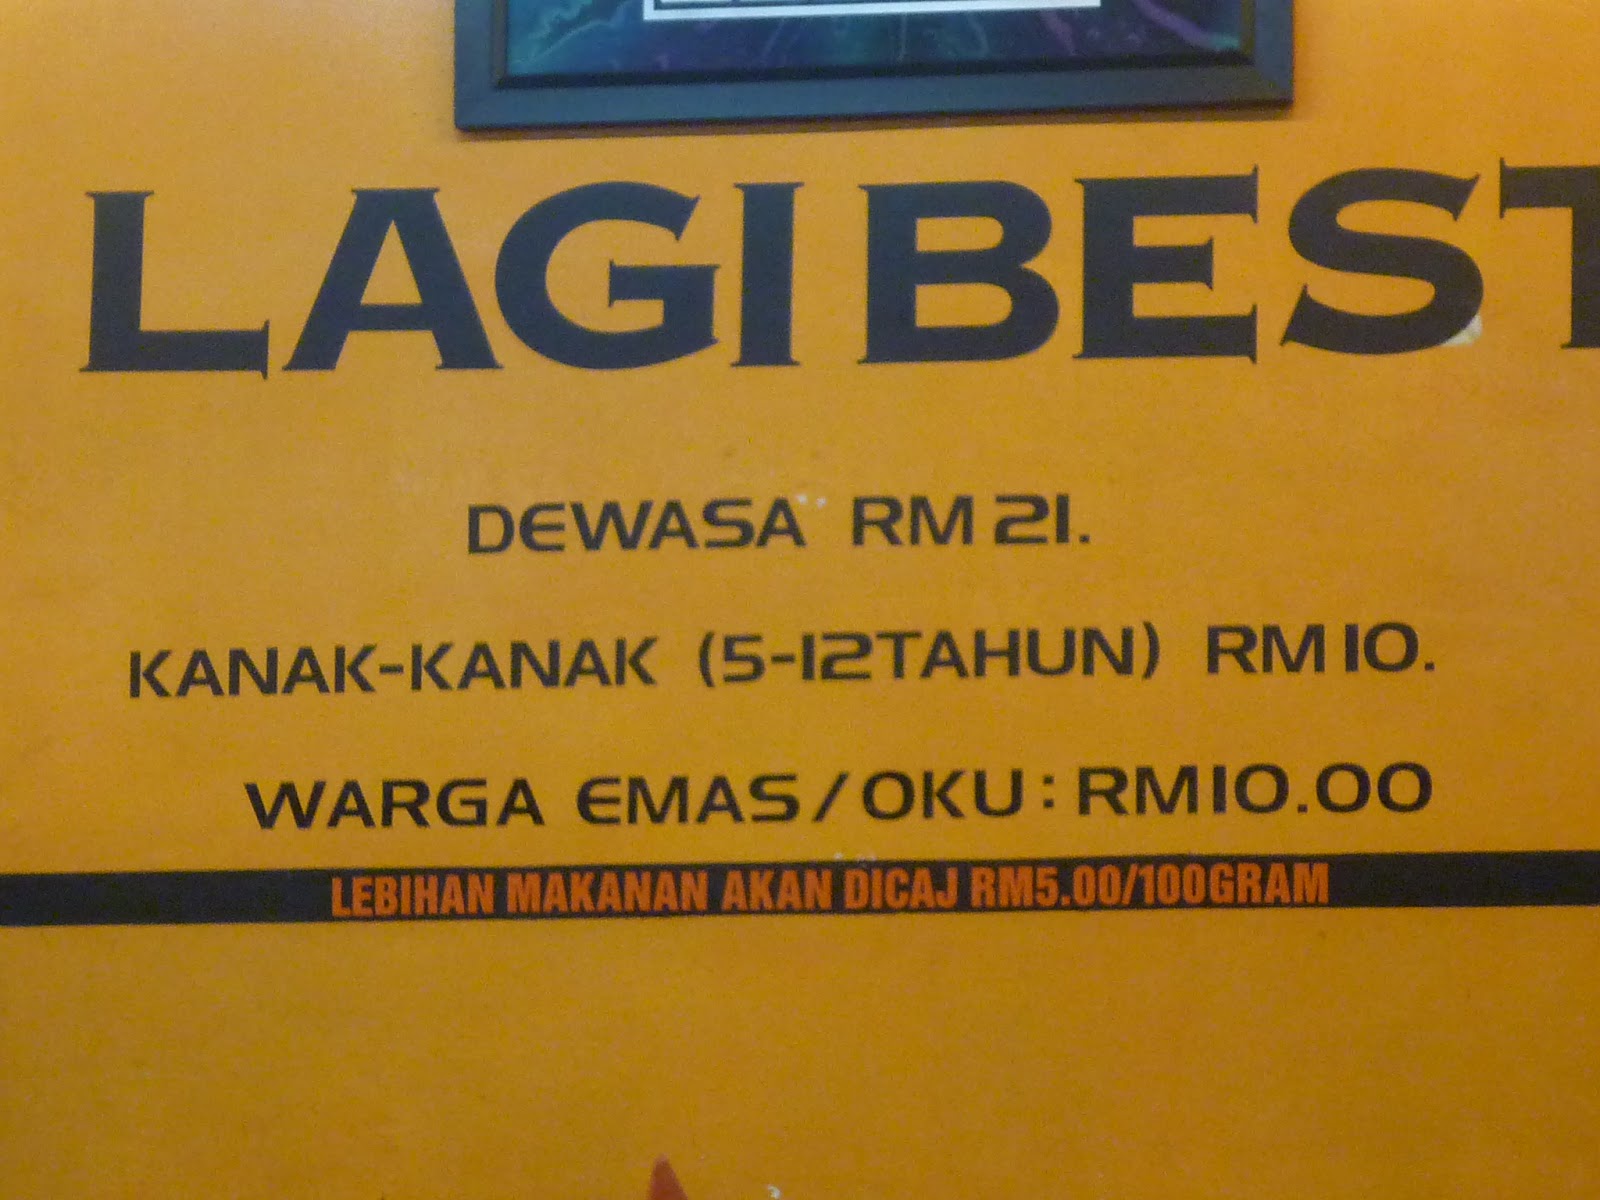 LAGI BEST
DEWASA RM 21.
KANAK-KANAK (5-12TAHUN) RM 10.
WARGA EMAS/OKU : RM10.00
LEBIHAN MAKANAN AKAN DICAJ RM5.00/100GRAM